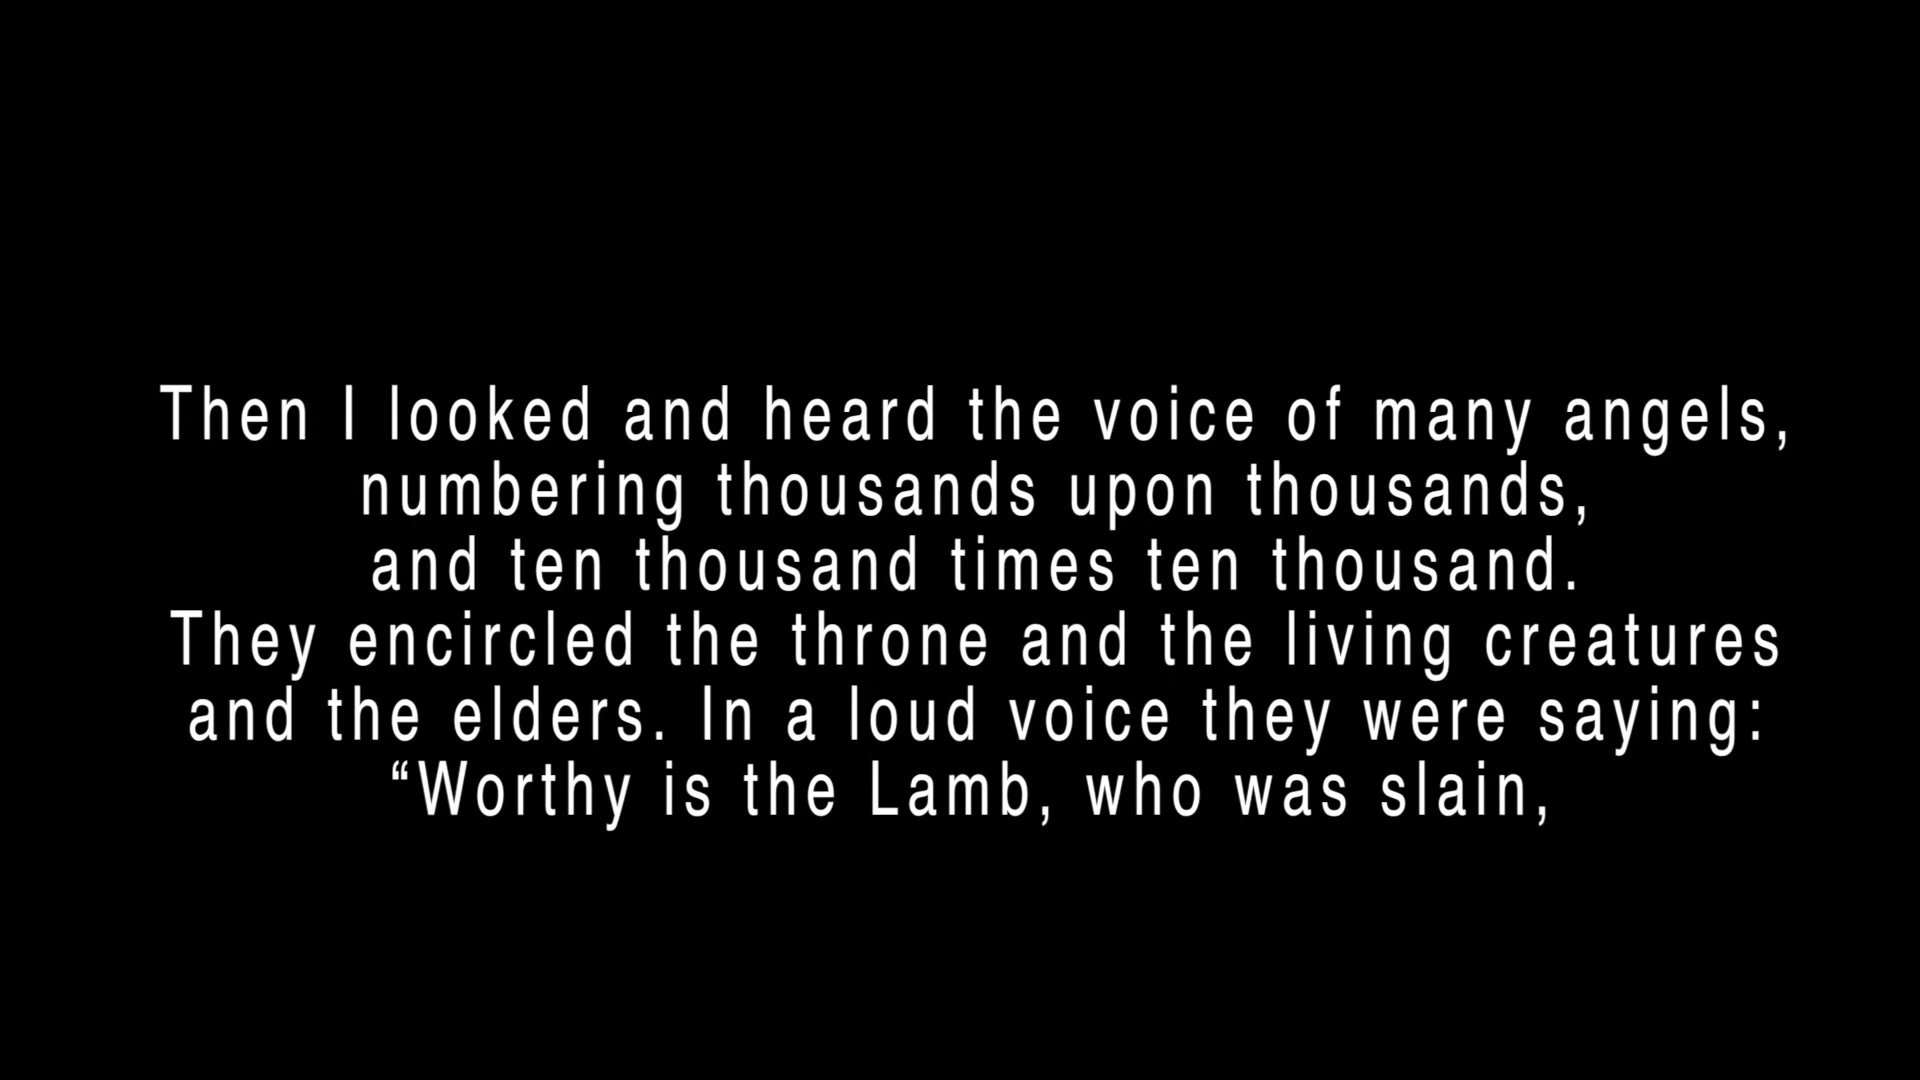 Then I looked and heard the voice of many angels,
numbering thousands upon thousands,
and ten thousand times ten thousand.
They encircled the throne and the living creatures
and the elders. In a loud voice they were saying:
“Worthy is the Lamb, who was slain,